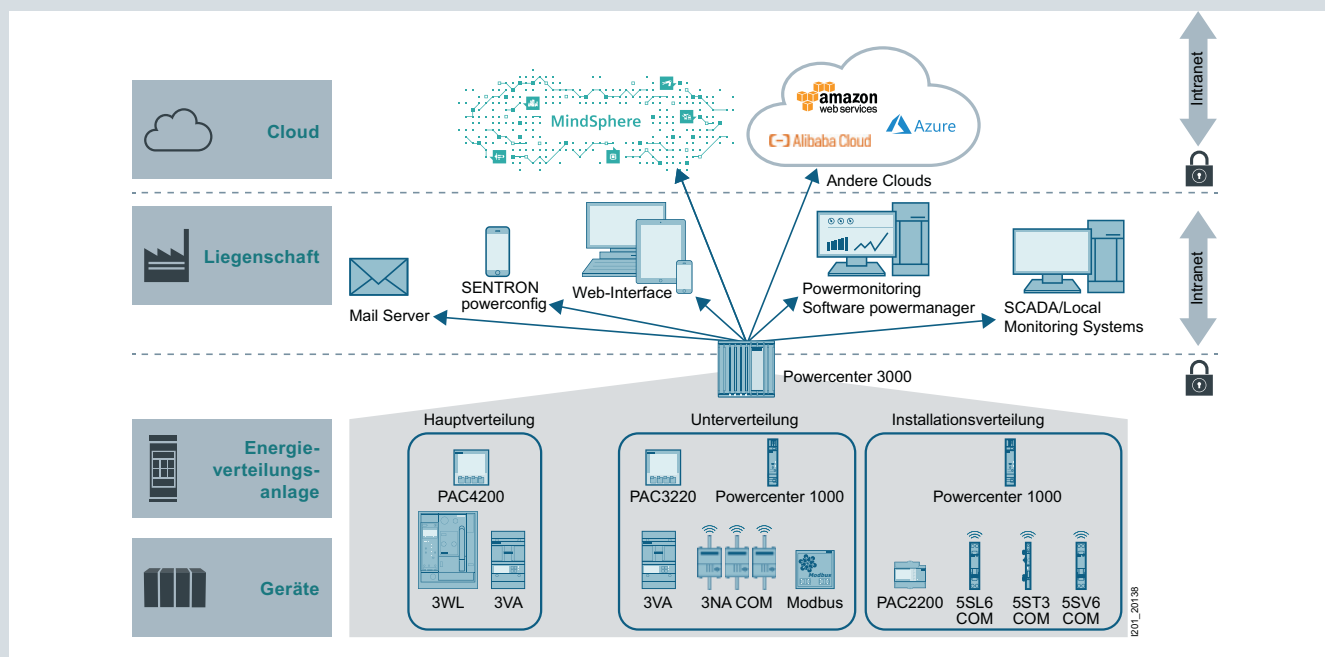 Cloud
MindSphere
amazon
web services
Alibaba Cloud
Azure
Andere Clouds
Intranet
Liegenschaft
Mail Server
SENTRON
powerconfig
Web-Interface
Powermonitoring
Software powermanager
SCADA/Local
Monitoring Systems
Intranet
Powercenter 3000
Energie-
verteilungs-
anlage
Geräte
Hauptverteilung
PAC4200
3WL
3VA
Unterverteilung
PAC3220
Powercenter 1000
3VA
3NA COM
Modbus
Modbus
Installationsverteilung
Powercenter 1000
PAC2200
5SL6
COM
5ST3
COM
5SV6
COM
I201_20138